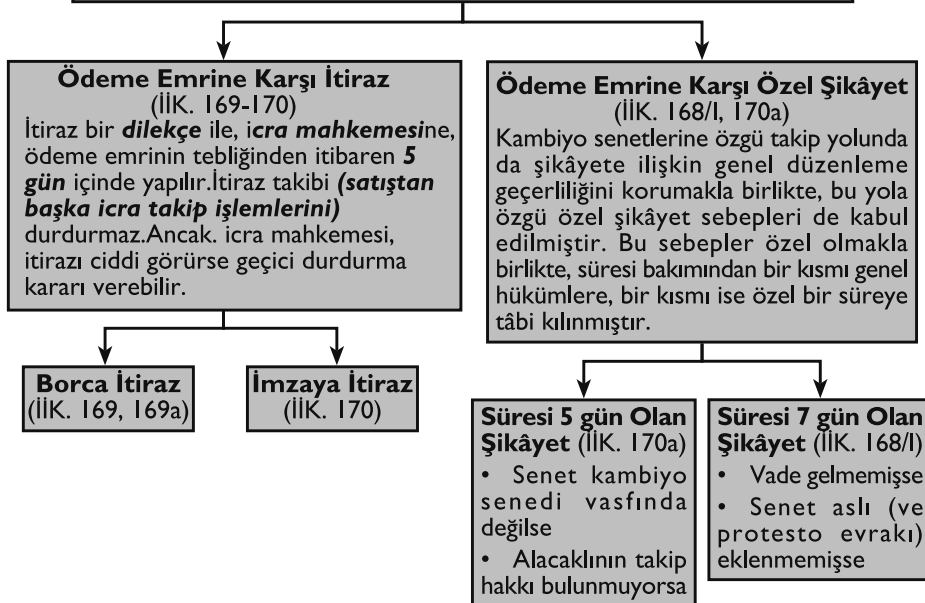 Ödeme Emrine Karşı İtiraz
(İİK. 169-170)
İtiraz bir dilekçe ile, icra mahkemesine,
ödeme emrinin tebliğinden itibaren 5
gün içinde yapılır.İtiraz takibi (satıştan
başka icra takip işlemlerini)
durdurmaz.Ancak. icra mahkemesi,
itirazı ciddi görürse geçici durdurma
kararı verebilir.
Borca İtiraz
(İİK. 169, 169a)
İmzaya İtiraz
(İİK. 170)
Ödeme Emrine Karşı Özel Şikâyet
(İİK. 168/I, 170a)
Kambiyo senetlerine özgü takip yolunda
da şikâyete ilişkin genel düzenleme
geçerliliğini korumakla birlikte, bu yola
özgü özel şikâyet sebepleri de kabul
edilmiştir. Bu sebepler özel olmakla
birlikte, süresi bakımından bir kısmı genel
hükümlere, bir kısmı ise özel bir süreye
tâbi kılınmıştır.
Süresi 5 gün Olan
Şikâyet (İİK. 170a)
• Senet kambiyo
senedi vasfında
değilse
• Alacaklının takip
hakkı bulunmuyorsa
Süresi 7 gün Olan
Şikâyet (İİK. 168/I)
• Vade gelmemişse
• Senet aslı (ve
protesto evrakı)
eklenmemişse